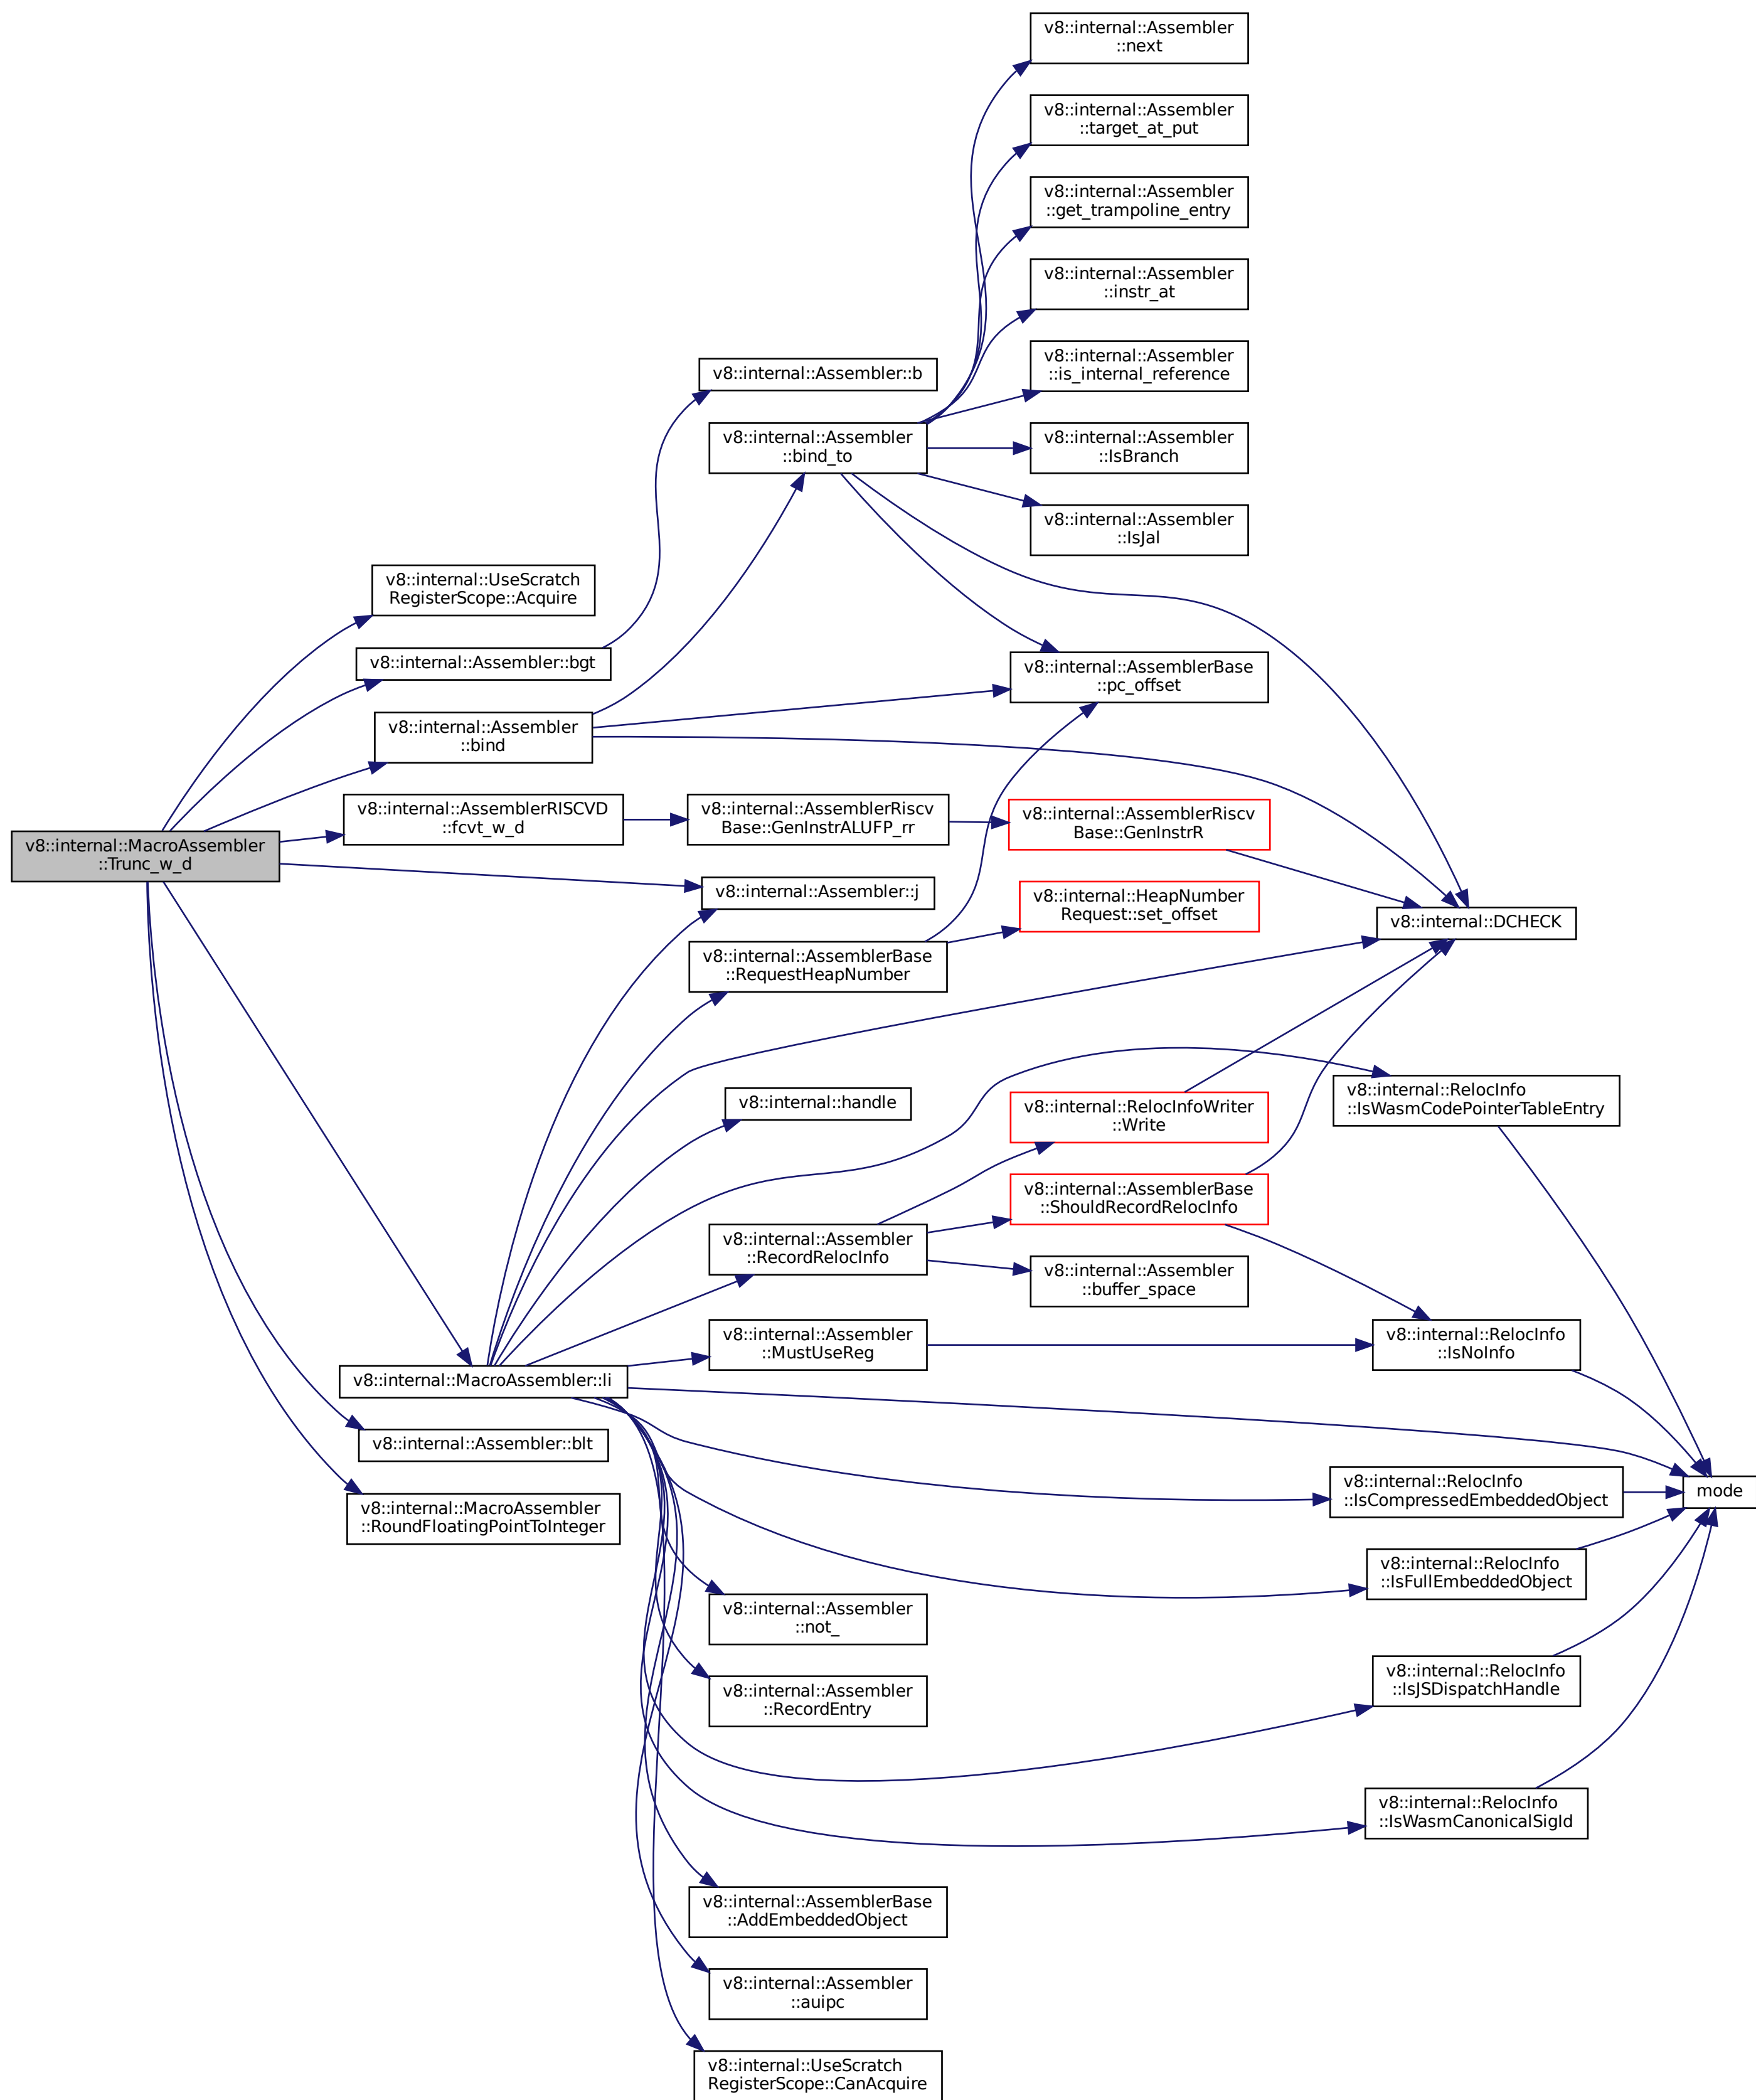 v8::internal::Assembler
::next
v8::internal::Assembler
::target_at_put
v8::internal::Assembler
::get_trampoline_entry
v8::internal::Assembler
::instr_at
v8::internal::Assembler
::is_internal_reference
v8::internal::Assembler::b
v8::internal::Assembler
::bind_to
v8::internal::Assembler
::IsBranch
v8::internal::Assembler
::IsJal
v8::internal::UseScratch
RegisterScope::Acquire
v8::internal::Assembler::bgt
v8::internal::AssemblerBase
::pc_offset
v8::internal::Assembler
::bind
v8::internal::MacroAssembler
::Trunc_w_d
v8::internal::AssemblerRISCVD
::fcvt_w_d
v8::internal::AssemblerRiscv
Base::GenInstrALUFP_rr
v8::internal::AssemblerRiscv
Base::GenInstrR
v8::internal::Assembler::j
v8::internal::HeapNumber
Request::set_offset
v8::internal::DCHECK
v8::internal::AssemblerBase
::RequestHeapNumber
v8::internal::handle
v8::internal::RelocInfoWriter
::Write
v8::internal::RelocInfo
::IsWasmCodePointerTableEntry
v8::internal::AssemblerBase
::ShouldRecordRelocInfo
v8::internal::Assembler
::RecordRelocInfo
v8::internal::Assembler
::buffer_space
v8::internal::Assembler
::MustUseReg
v8::internal::RelocInfo
::IsNoInfo
v8::internal::MacroAssembler::li
v8::internal::Assembler::blt
v8::internal::MacroAssembler
::RoundFloatingPointToInteger
v8::internal::RelocInfo
::IsCompressedEmbeddedObject
mode
v8::internal::RelocInfo
::IsFullEmbeddedObject
v8::internal::Assembler
::not_
v8::internal::RelocInfo
::IsJSDispatchHandle
v8::internal::Assembler
::RecordEntry
v8::internal::RelocInfo
::IsWasmCanonicalSigId
v8::internal::AssemblerBase
::AddEmbeddedObject
v8::internal::Assembler
::auipc
v8::internal::UseScratch
RegisterScope::CanAcquire